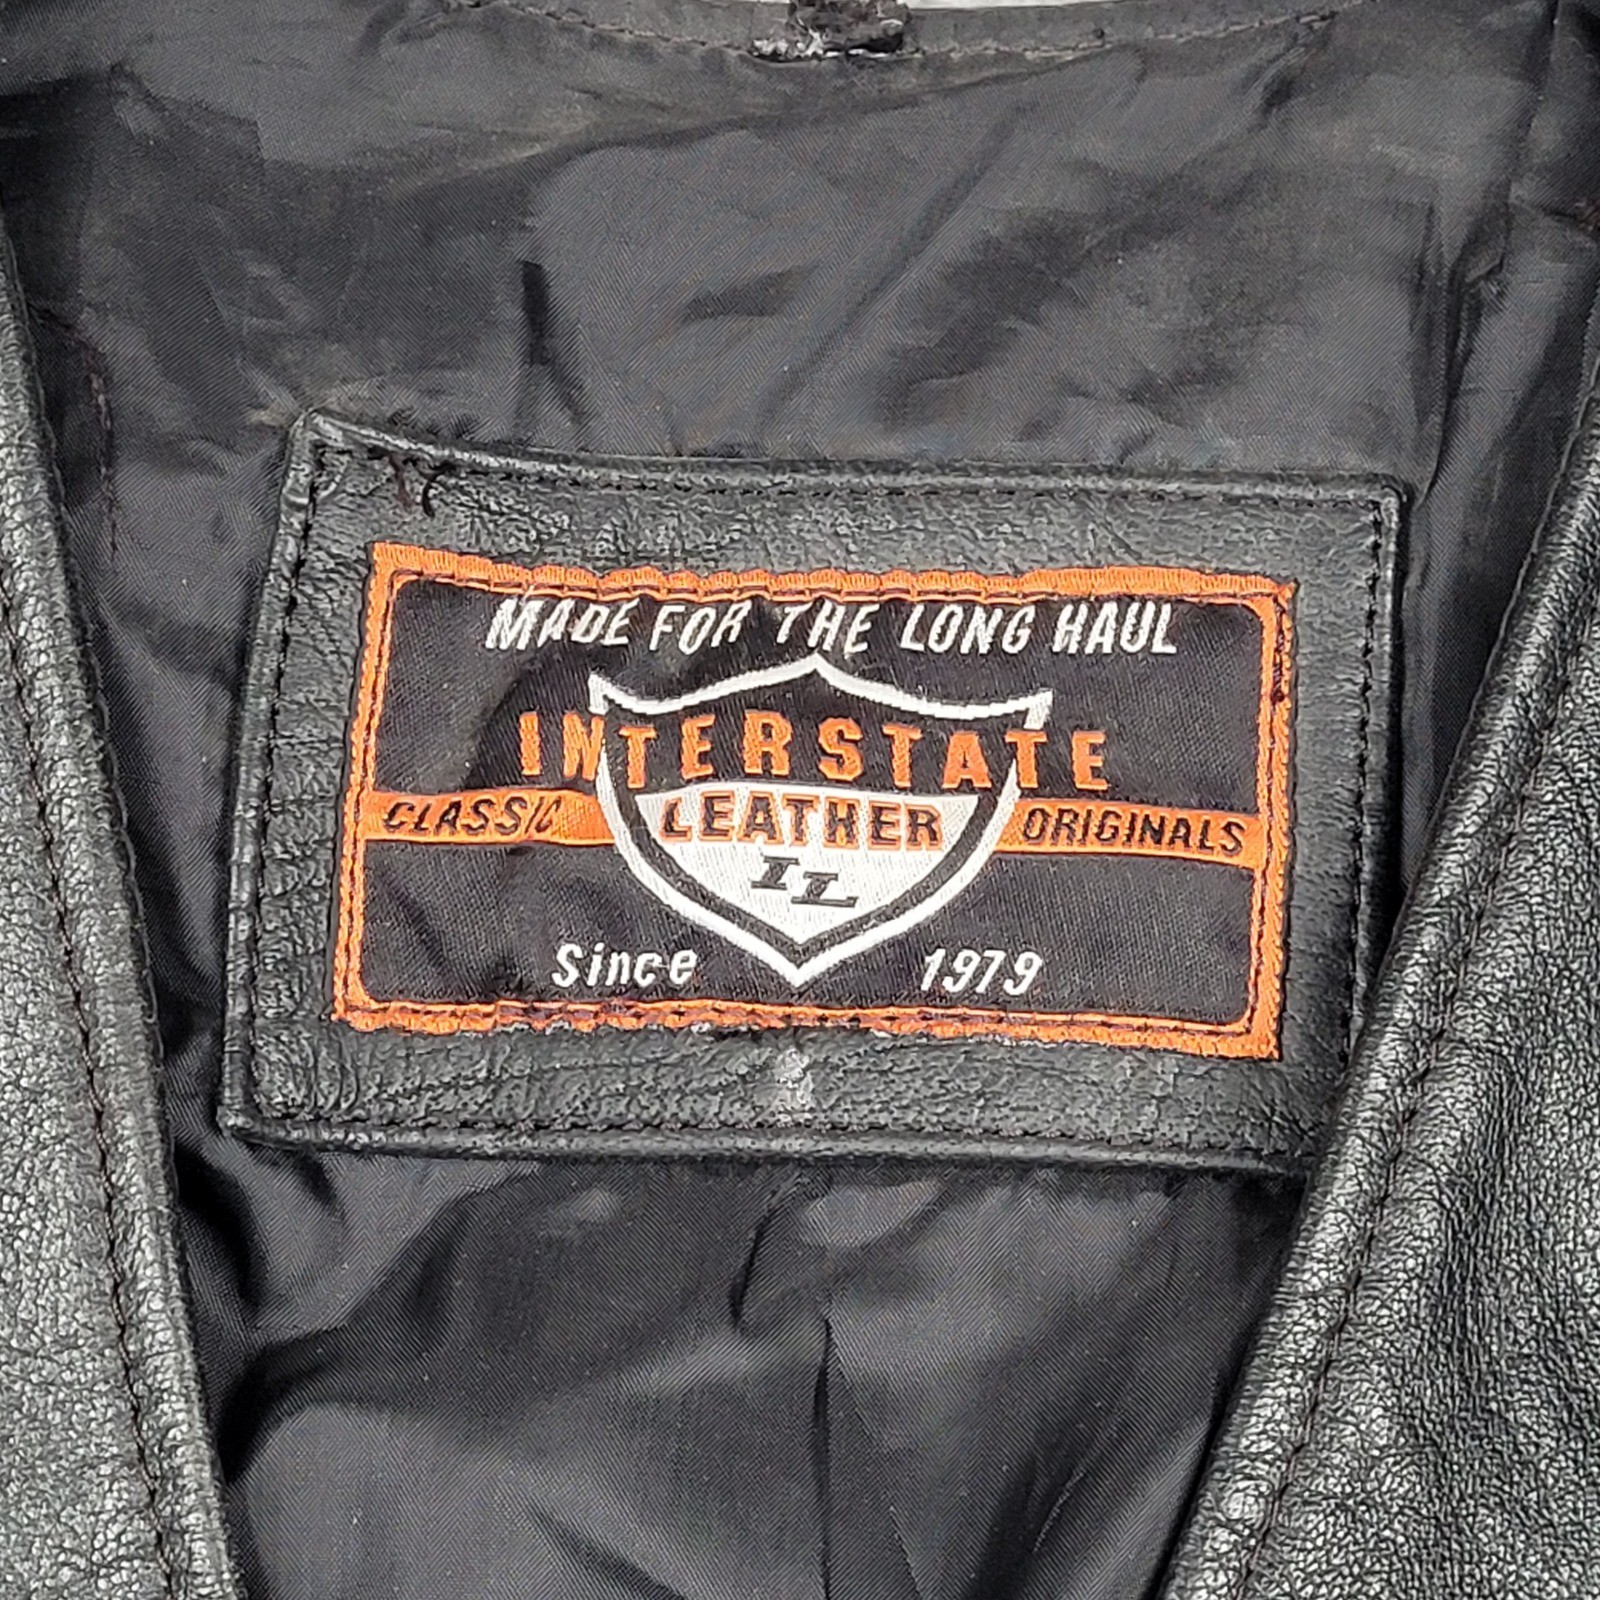 MADE FOR THE LONG HAUL
INTERSTATE
CLASSIC LEATHER ORIGINALS
IL
Since 1979